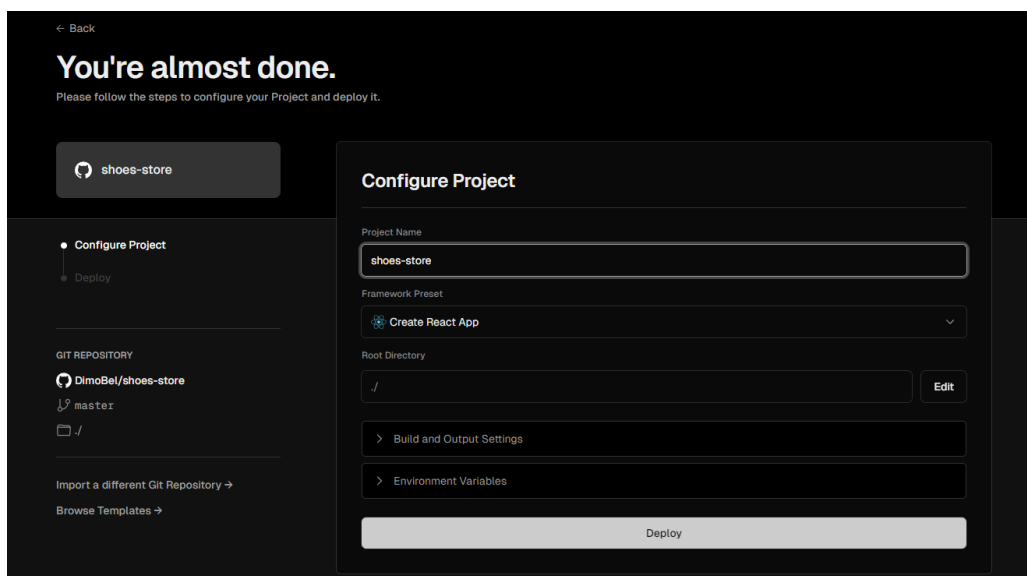 ← Back
You're almost done.
Please follow the steps to configure your Project and deploy it.
shoes-store
Configure Project
Deploy
GIT REPOSITORY
DimoBel/shoes-store
master
./
Import a different Git Repository →
Browse Templates →
Configure Project
Project Name
shoes-store
Framework Preset
Create React App
Root Directory
./
Edit
Build and Output Settings
Environment Variables
Deploy